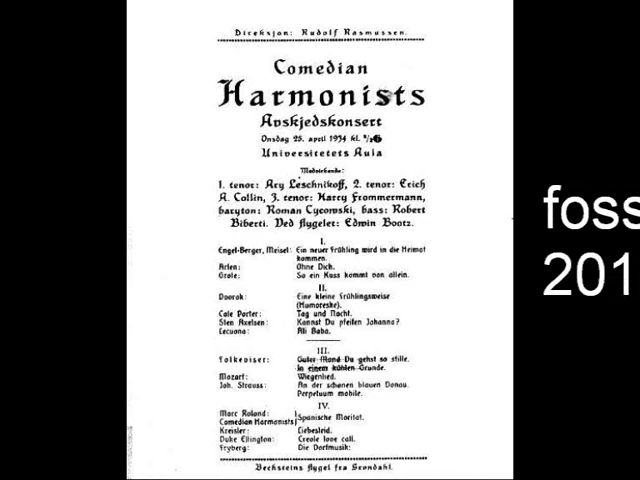 Direksjon: Rudolf Rasmussen.
Comedian
Harmonists
Avskjedskonsert
Onsdag 25. april 1934 kl.
Universitetets Aula
Medvirkende:
1. tenor: Ary Leschnikoff, 2. tenor: Erich
A. Collin, 3. tenor: Harry Frommermann,
baryton: Roman Cycowski, bass: Robert
Biberti. Ved flygelet: Edwin Bootz.
I.
Engel-Berger, Meisel: Ein neuer Frühling wird in die Heimat
kommen.
Arlen: Ohne Dich.
Grote: So ein Kuss kommt von allein.
II.
Dvorak: Eine kleine Frühlingsweise
(Humoreske).
Cole Porter: Tag und Nacht.
Sten Axelsen: Kannst Du pfeifen Johanna?
Lecuona: Ali Baba.
III.
Folkeviser: Guter Mond Du gehst so stille.
In einem kühlen Grunde.
Mozart: Wiegenlied.
Joh. Strauss: An der schönen blauen Donau.
Perpetuum mobile.
IV.
Marc Roland:
Comedian Harmonists} Spanische Moritat.
Kreisler: Liebesleid.
Duke Ellington: Creole love call.
Fryberg: Die Dorfmusik:
Bechsteins flygel fra Grøndahl.
foss
201